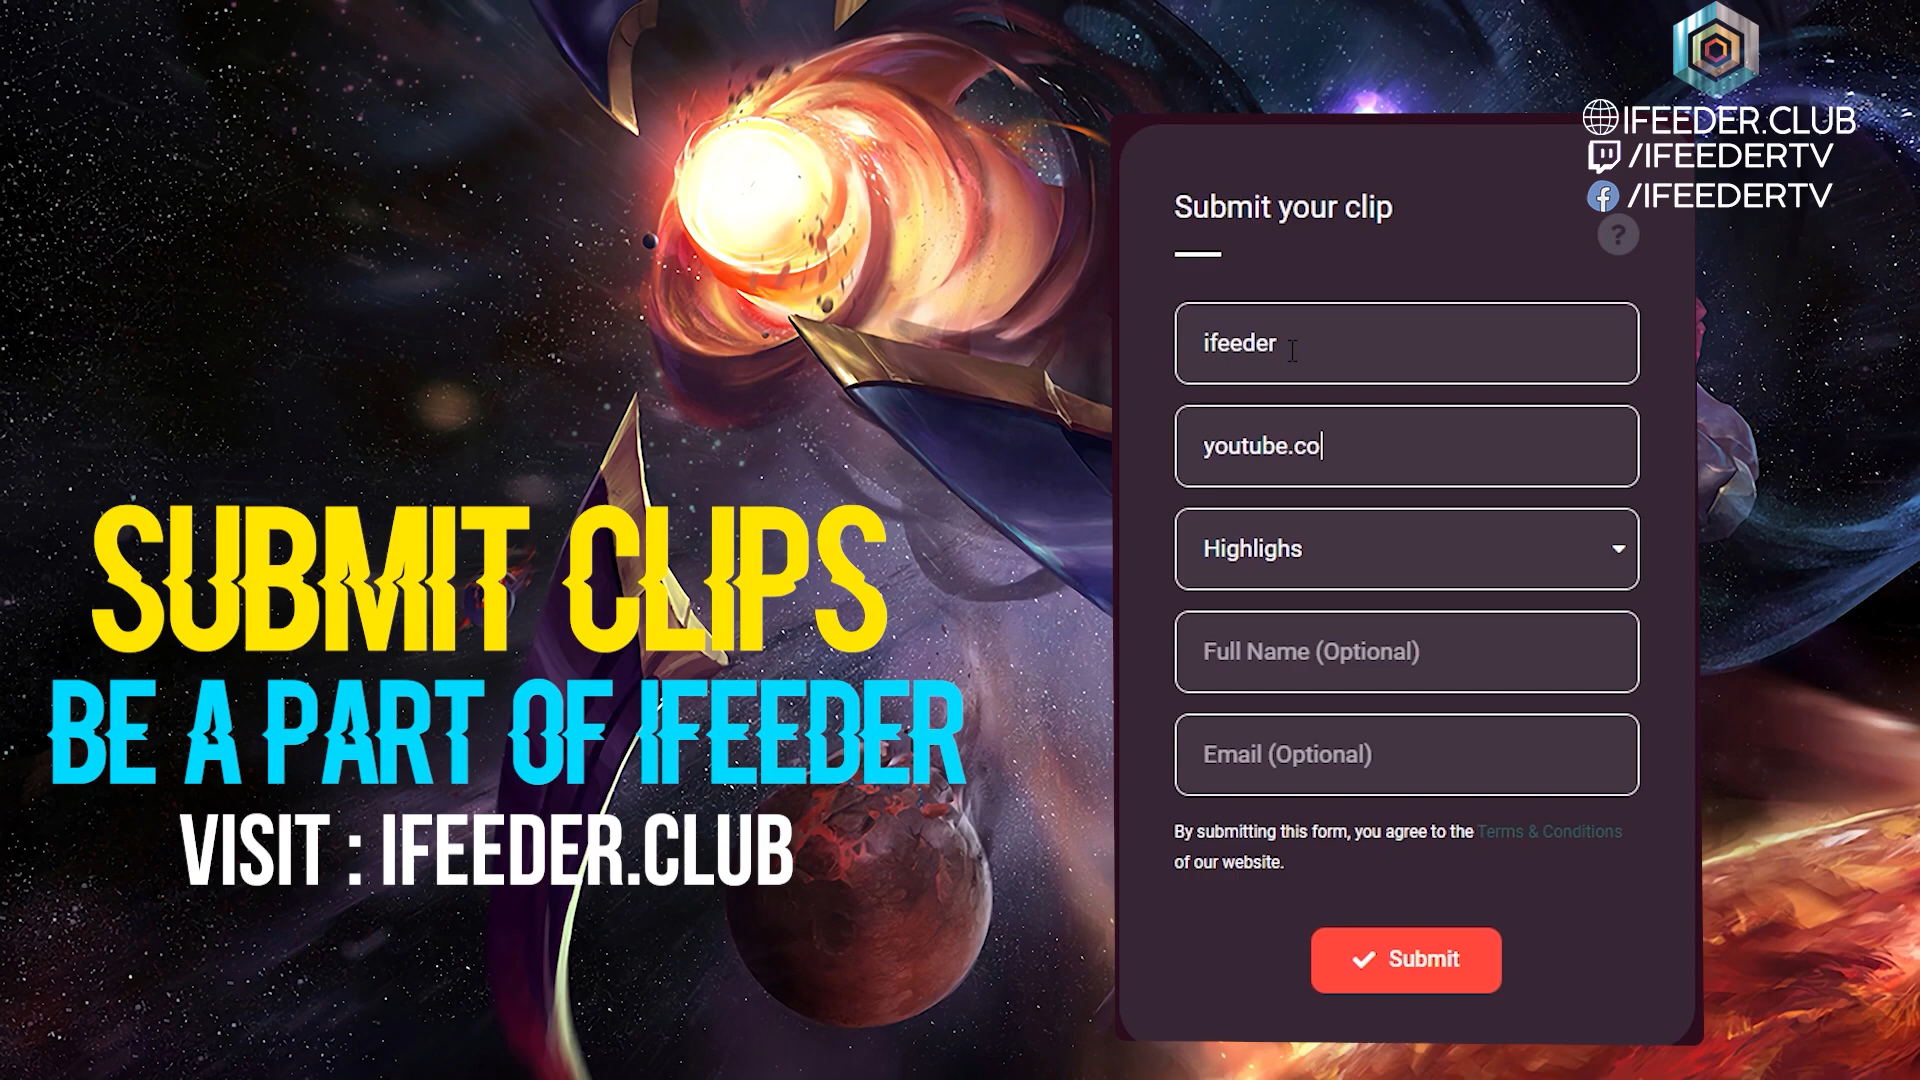 IFEEDER.CLUB
/IFEEDERTV
/IFEEDERTV
Submit your clip
?
ifeeder
youtube.co
Highlighs
Full Name (Optional)
Email (Optional)
By submitting this form, you agree to the Terms & Conditions
of our website.
Submit
SUBMIT CLIPS
BE A PART OF IFEEDER
VISIT : IFEEDER.CLUB